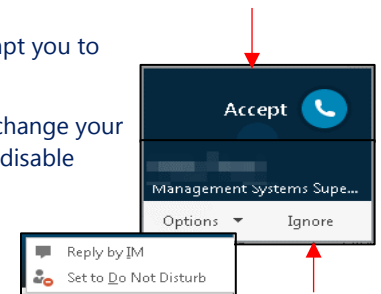 pt you to
change your
disable
Accept
Management Systems Supe...
Options Ignore
Reply by IM
Set to Do Not Disturb